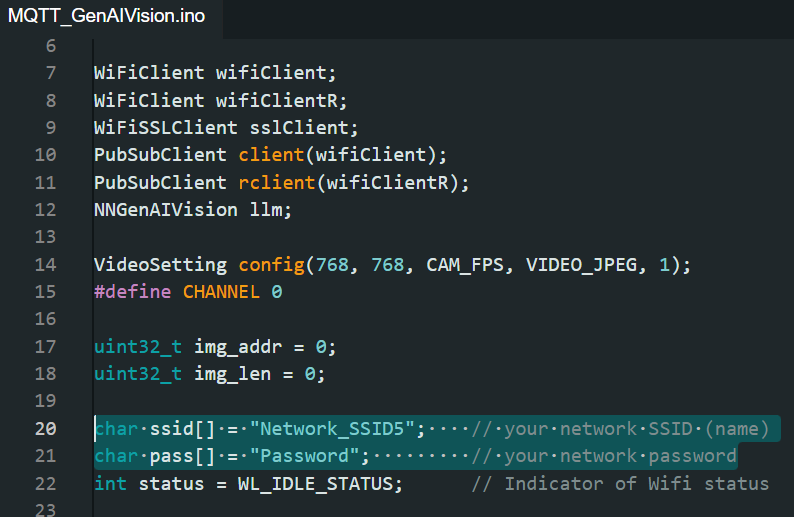 MQTT_GenAIVision.ino
6
7 WiFiClient wifiClient;
8 WiFiClient wifiClientR;
9 WiFiSSLClient sslClient;
10 PubSubClient client(wifiClient);
11 PubSubClient rclient(wifiClientR);
12 NNGenAIVision llm;
13
14 VideoSetting config(768, 768, CAM_FPS, VIDEO_JPEG, 1);
15 #define CHANNEL 0
16
17 uint32_t img_addr = 0;
18 uint32_t img_len = 0;
19
20 char·ssid[]·=·"Network_SSID5";····//·your·network·SSID·(name)
21 char·pass[]·=·"Password";·········//·your·network·password
22 int status = WL_IDLE_STATUS;      // Indicator of Wifi status
23